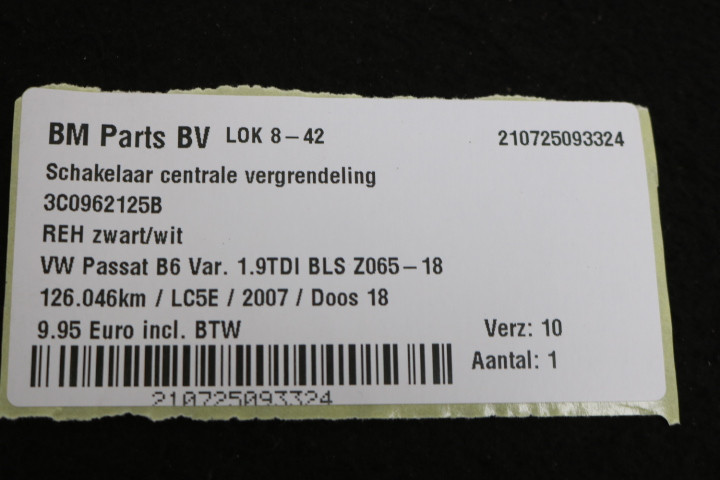 BM Parts BV LOK 8-42 210725093324
Schakelaar centrale vergrendeling
3C0962125B
REH zwart/wit
VW Passat B6 Var. 1.9TDI BLS Z065-18
126.046km / LC5E / 2007 / Doos 18
9.95 Euro incl. BTW Verz: 10
Aantal: 1
210725093324